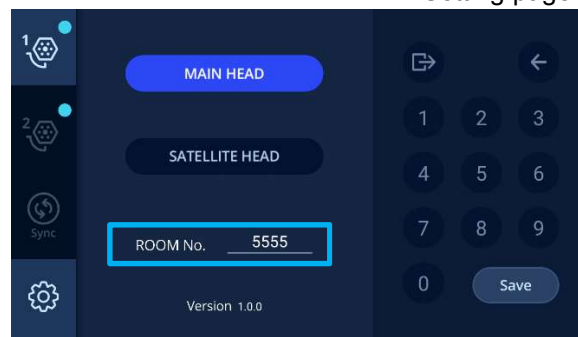 1
2
Sync
MAIN HEAD
SATELLITE HEAD
ROOM No. 5555
Version 1.0.0
1 2 3
4 5 6
7 8 9
0 Save